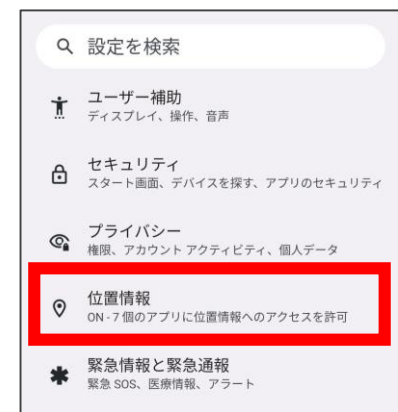 設定を検索
ユーザー補助
ディスプレイ、操作、音声
セキュリティ
スタート画面、デバイスを探す、アプリのセキュリティ
プライバシー
権限、アカウント アクティビティ、個人データ
位置情報
ON - 7 個のアプリに位置情報へのアクセスを許可
緊急情報と緊急通報
緊急 SOS、医療情報、アラート